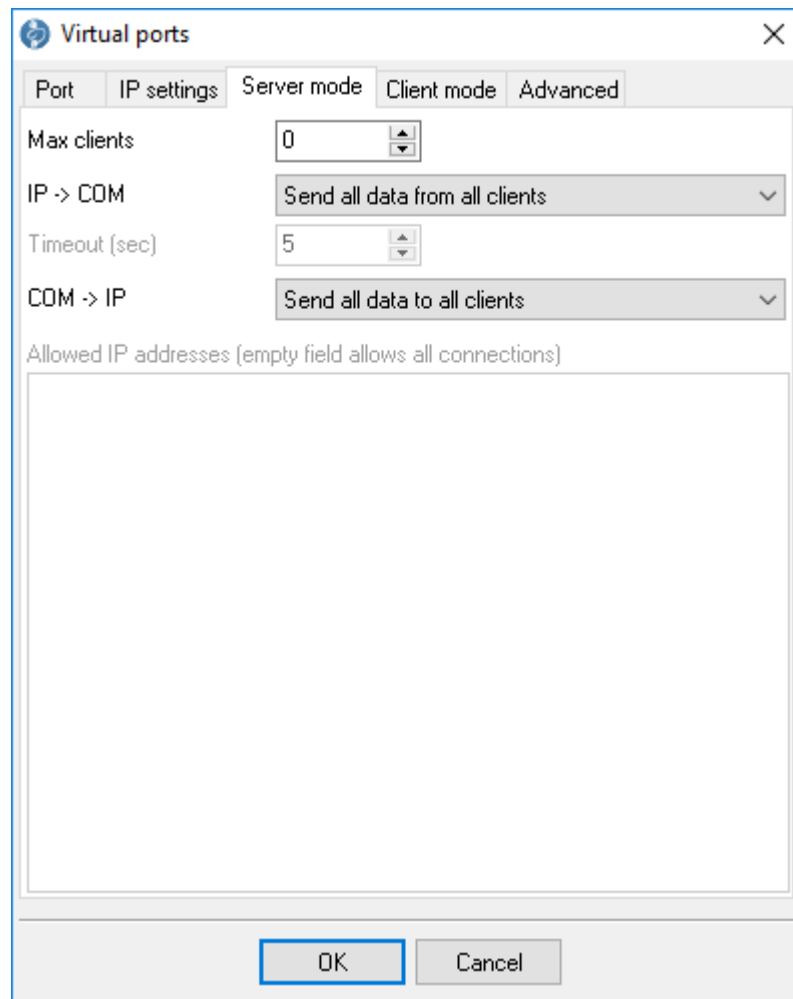 Virtual ports
Port IP settings Server mode Client mode Advanced
Max clients 0
IP -> COM Send all data from all clients
Timeout (sec) 5
COM -> IP Send all data to all clients
Allowed IP addresses (empty field allows all connections)
OK Cancel